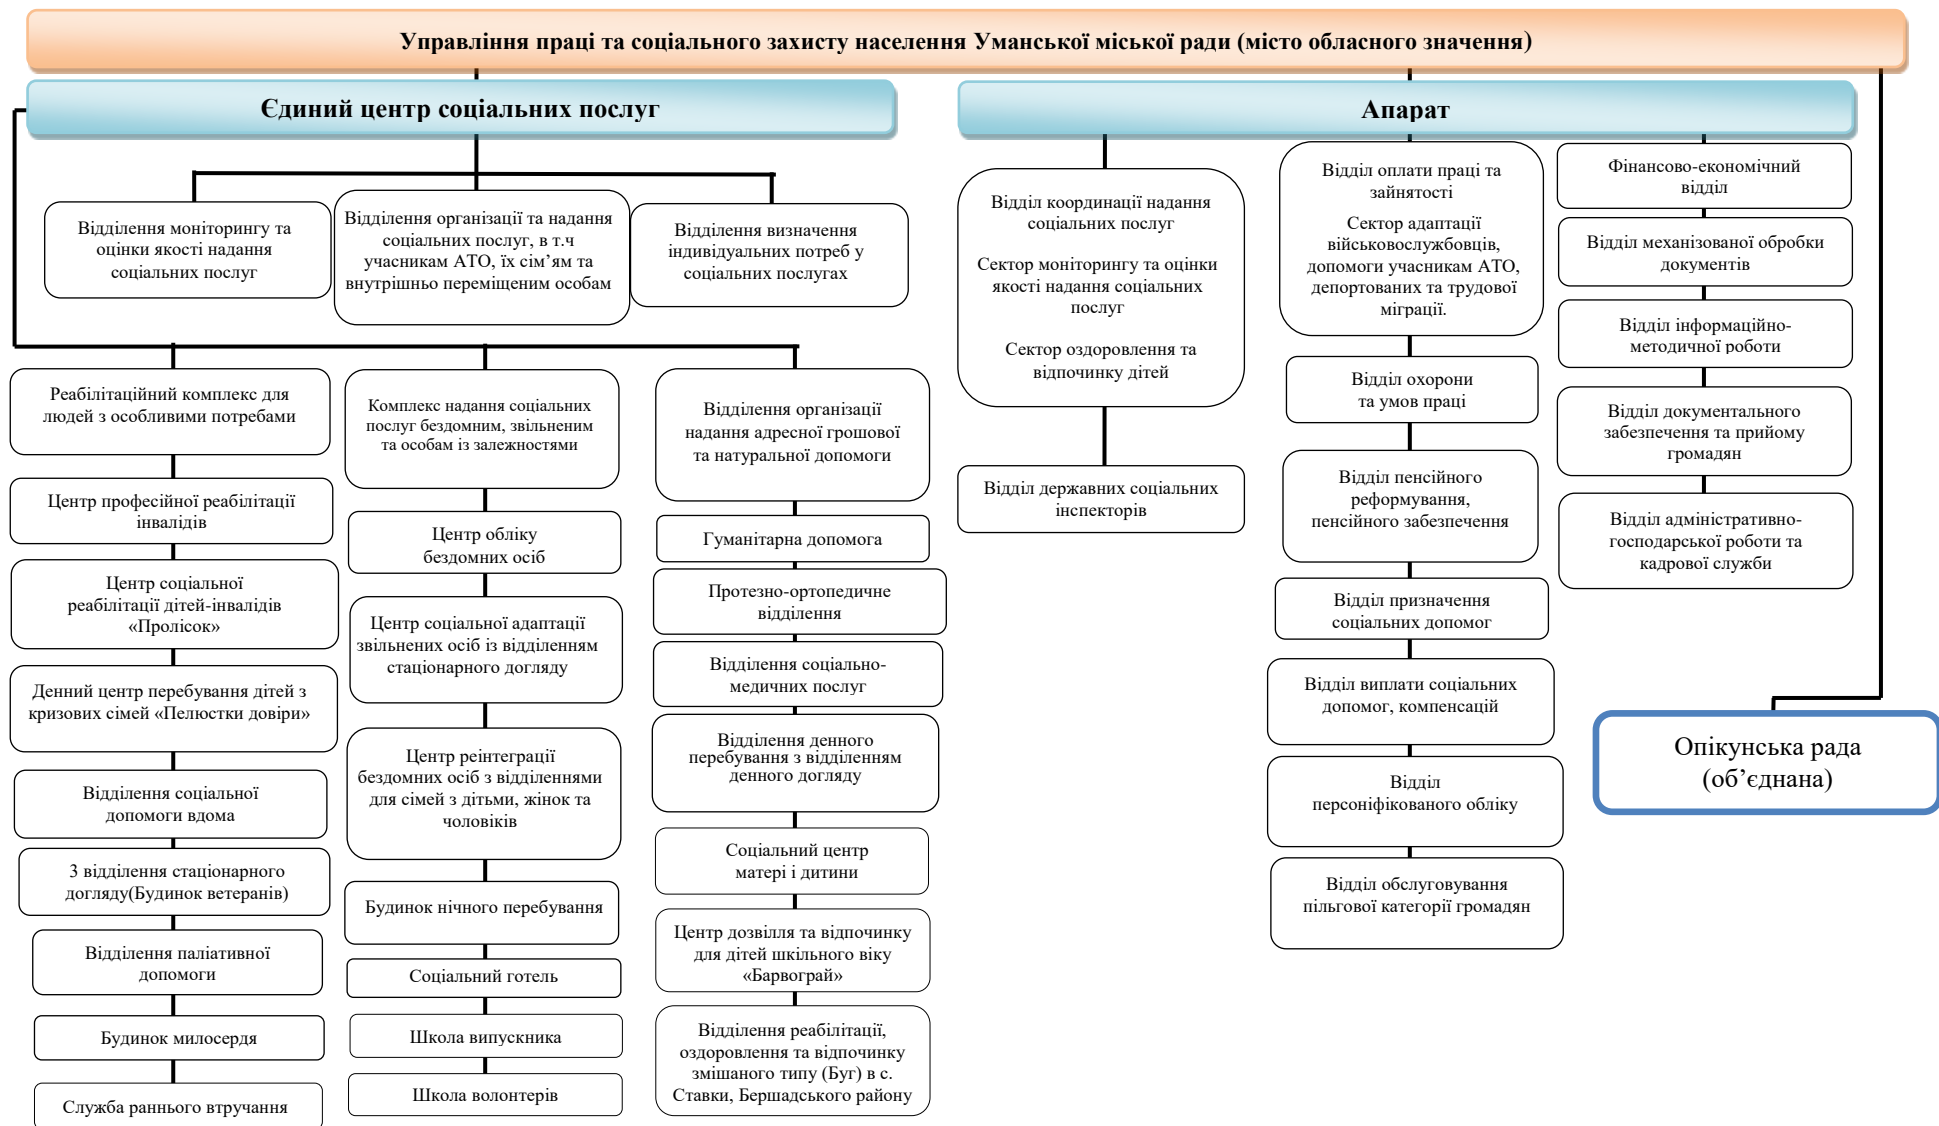 Управління праці та соціального захисту населення Уманської міської ради (місто обласного значення)
Єдиний центр соціальних послуг
Відділення моніторингу та
оцінки якості надання
соціальних послуг
Відділення організації та надання
соціальних послуг, в т.ч
учасникам АТО, їх сім’ям та
внутрішньо переміщеним особам
Відділення визначення
індивідуальних потреб у
соціальних послугах
Реабілітаційний комплекс для
людей з особливими потребами
Центр професійної реабілітації
інвалідів
Центр соціальної
реабілітації дітей-інвалідів
«Пролісок»
Денний центр перебування дітей з
кризових сімей «Пелюстки довіри»
Відділення соціальної
допомоги вдома
3 відділення стаціонарного
догляду(Будинок ветеранів)
Відділення паліативної
допомоги
Будинок милосердя
Служба раннього втручання
Комплекс надання соціальних
послуг бездомним, звільненим
та особам із залежностями
Центр обліку
бездомних осіб
Центр соціальної адаптації
звільнених осіб із відділенням
стаціонарного догляду
Центр реінтеграції
бездомних осіб з відділеннями
для сімей з дітьми, жінок та
чоловіків
Будинок нічного перебування
Соціальний готель
Школа випускника
Школа волонтерів
Відділення організації
надання адресної грошової
та натуральної допомоги
Гуманітарна допомога
Протезно-ортопедичне
відділення
Відділення соціально-
медичних послуг
Відділення денного
перебування з відділенням
денного догляду
Соціальний центр
матері і дитини
Центр дозвілля та відпочинку
для дітей шкільного віку
«Барвограй»
Відділення реабілітації,
оздоровлення та відпочинку
змішаного типу (Буг) в с.
Ставки, Бершадського району
Апарат
Відділ координації надання
соціальних послуг
Сектор моніторингу та оцінки
якості надання соціальних
послуг
Сектор оздоровлення та
відпочинку дітей
Відділ державних соціальних
інспекторів
Відділ оплати праці та
зайнятості
Сектор адаптації
військовослужбовців,
допомоги учасникам АТО,
депортованих та трудової
міграції.
Відділ охорони
та умов праці
Відділ пенсійного
реформування,
пенсійного забезпечення
Відділ призначення
соціальних допомог
Відділ виплати соціальних
допомог, компенсацій
Відділ
персоніфікованого обліку
Відділ обслуговування
пільгової категорії громадян
Фінансово-економічний
відділ
Відділ механізованої обробки
документів
Відділ інформаційно-
методичної роботи
Відділ документального
забезпечення та прийому
громадян
Відділ адміністративно-
господарської роботи та
кадрової служби
Опікунська рада
(об’єднана)